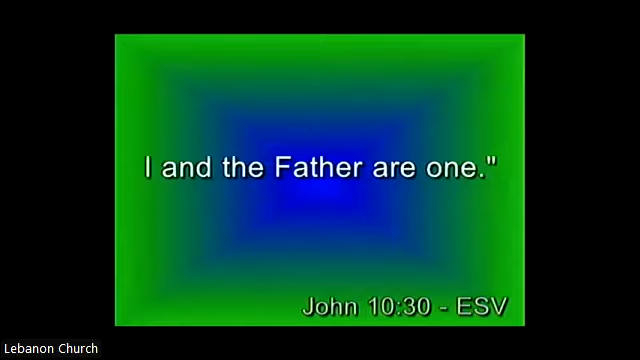 I and the Father are one."
John 10:30 - ESV
Lebanon Church